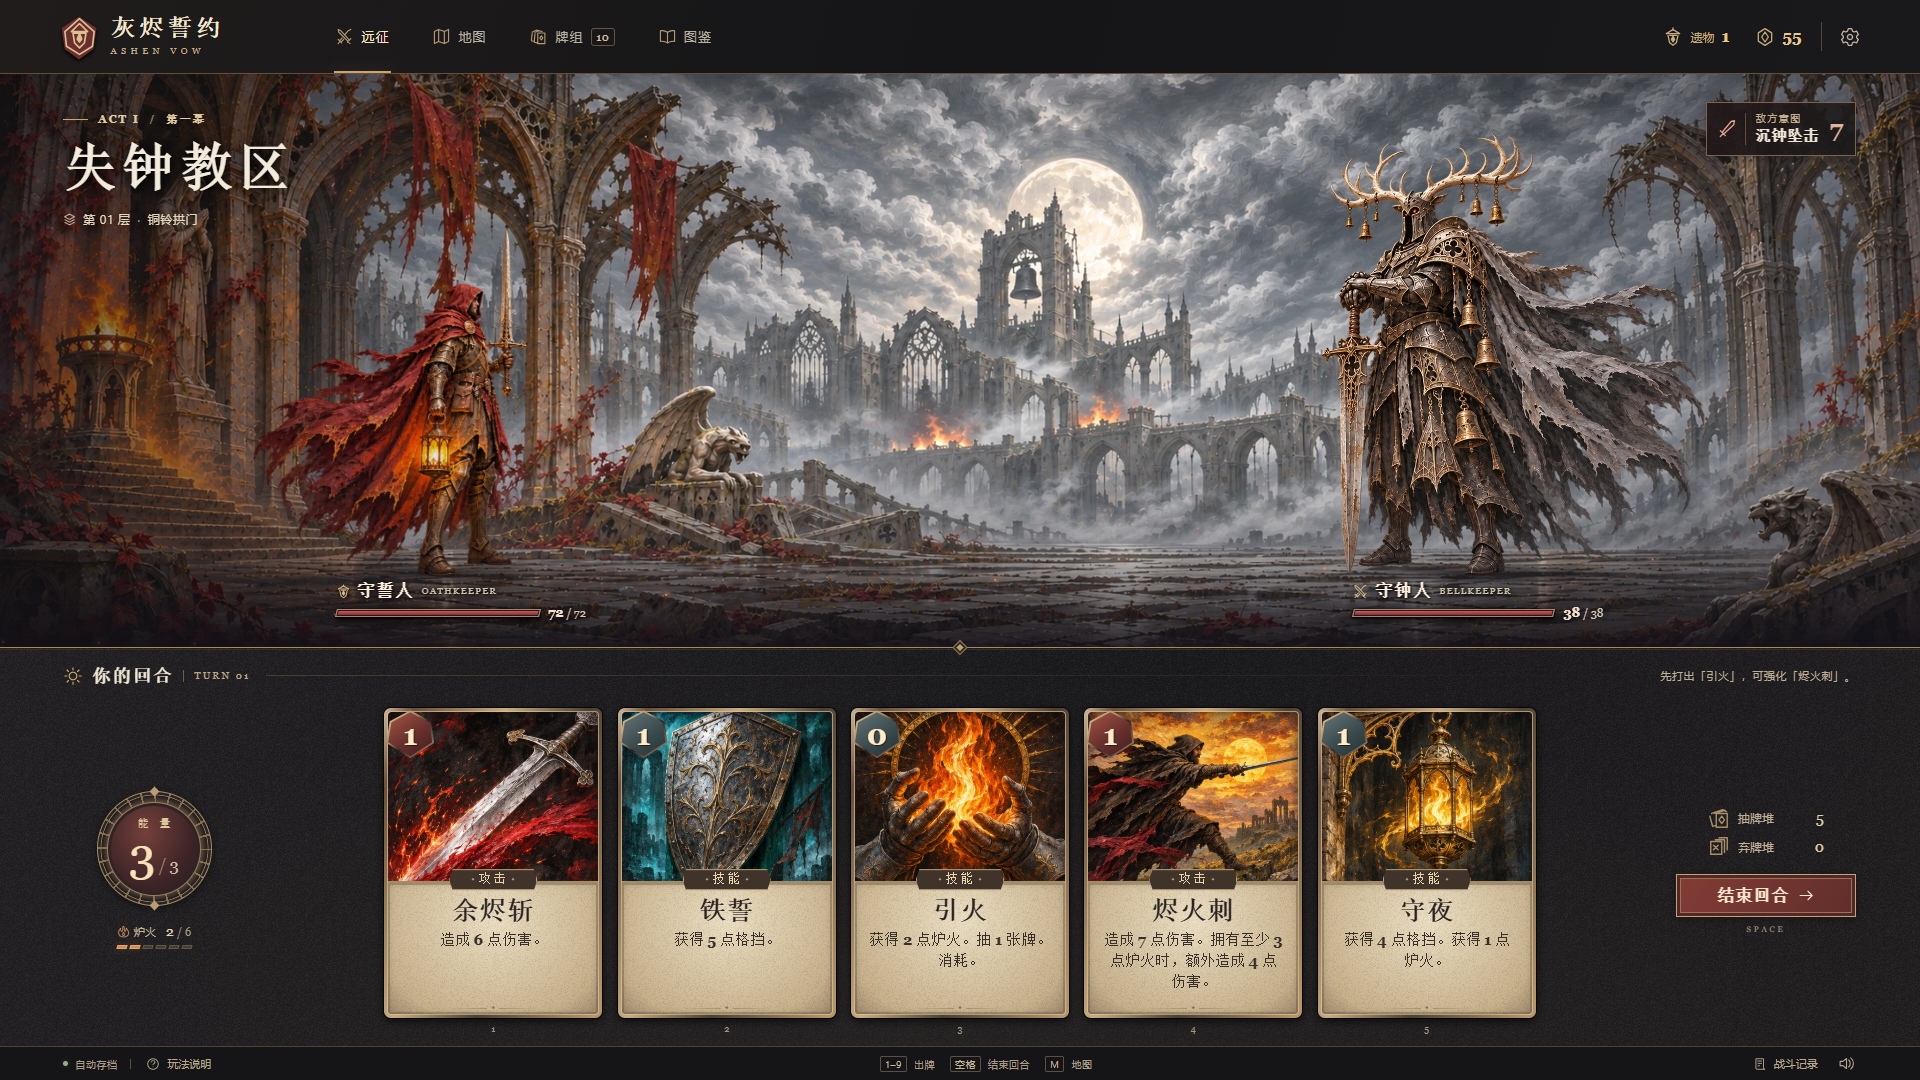 灰烬誓约
ASHEN VOW
远征
地图
牌组 10
图鉴
遗物 1
55
ACT I / 第一幕
失钟教区
第 01 层 · 铜铃拱门
敌方意图
沉钟坠击 7
守誓人 OATHKEEPER
72 / 72
守钟人 BELLKEEPER
38 / 38
你的回合 TURN 01
先打出「引火」，可强化「烬火刺」。
能量
3 / 3
炉火 2 / 6
1
攻击
余烬斩
造成 6 点伤害。
1
1
技能
铁誓
获得 5 点格挡。
2
0
技能
引火
获得 2 点炉火。抽 1 张牌。
消耗。
3
1
攻击
烬火刺
造成 7 点伤害。拥有至少 3
点炉火时，额外造成 4 点
伤害。
4
1
技能
守夜
获得 4 点格挡。获得 1 点
炉火。
5
抽牌堆 5
弃牌堆 0
结束回合 →
SPACE
自动存档
玩法说明
1–9 出牌 空格 结束回合 M 地图
战斗记录